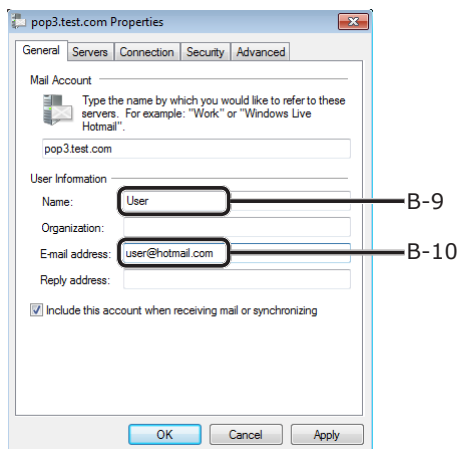 pop3.test.com Properties
General Servers Connection Security Advanced
Mail Account
Type the name by which you would like to refer to these
servers. For example: "Work" or "Windows Live
Hotmail".
pop3.test.com
User Information
Name: User B-9
Organization:
E-mail address: user@hotmail.com B-10
Reply address:
Include this account when receiving mail or synchronizing
OK Cancel Apply